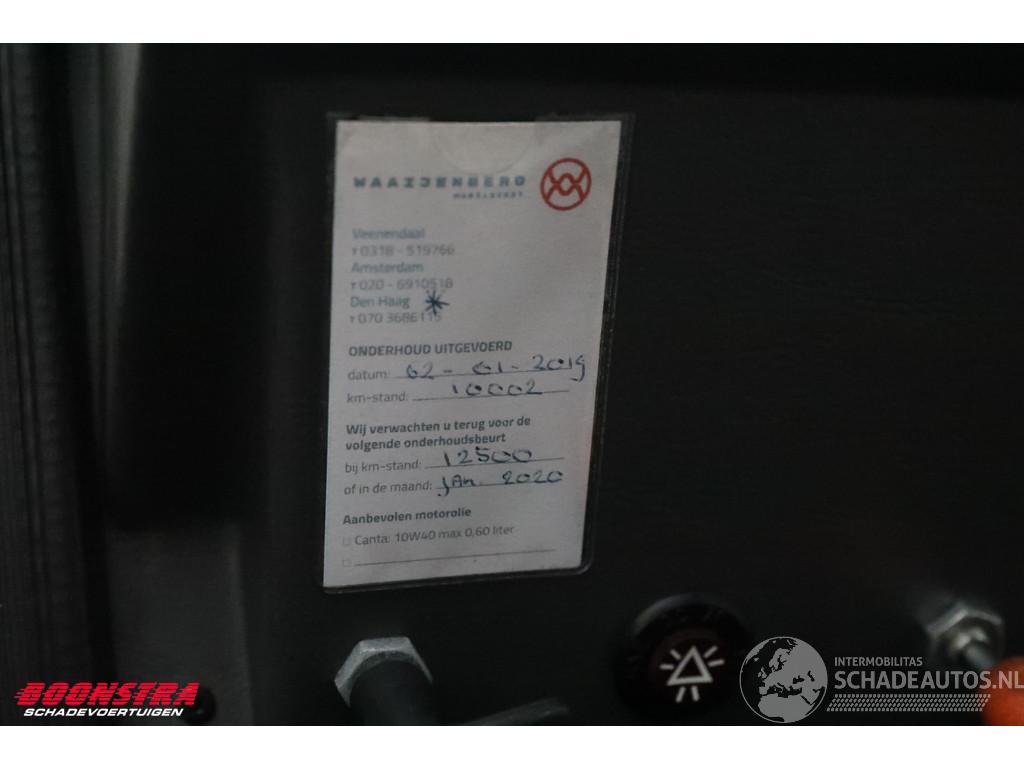 WAAIJENBERG
MOBILITEIT
Veenendaal
T 0318 - 519766
Amsterdam
T 020 - 6910518
Den Haag *
T 070 3686115
ONDERHOUD UITGEVOERD
datum: 02-01-2019
km-stand: 10002
Wij verwachten u terug voor de
volgende onderhoudsbeurt
bij km-stand: 12500
of in de maand: jan. 2020
Aanbevolen motorolie
Canta: 10W40 max 0,60 liter
BOONSTRA
SCHADEVOERTUIGEN
INTERMOBILITAS
SCHADEAUTOS.NL